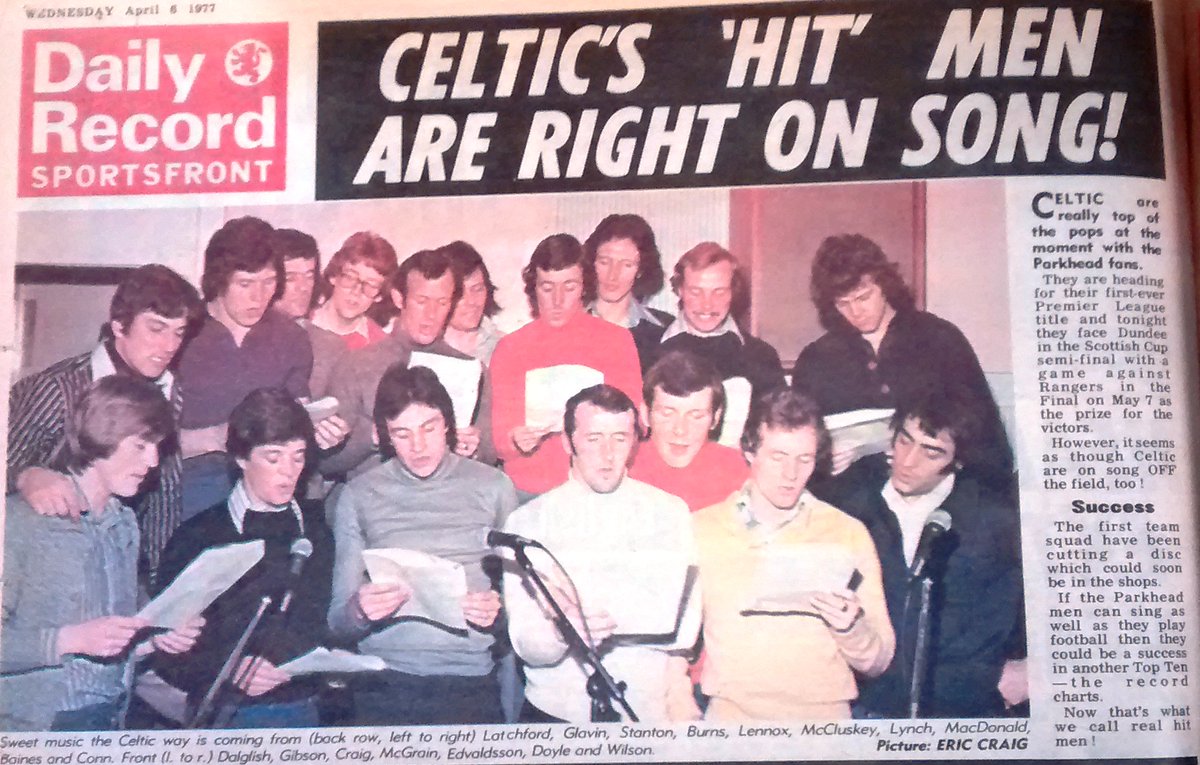 WEDNESDAY April 6 1977
Daily
Record
SPORTSFRONT
CELTIC'S 'HIT' MEN
ARE RIGHT ON SONG!
CELTIC are
really top of
the pops at the
moment with the
Parkhead fans.
They are heading
for their first-ever
Premier League
title and tonight
they face Dundee
in the Scottish Cup
semi-final with a
game against
Rangers in the
Final on May 7 as
the prize for the
victors.
However, it seems
as though Celtic
are on song OFF
the field, too!
Success
The first team
squad have been
cutting a disc
which could soon
be in the shops.
If the Parkhead
men can sing as
well as they play
football then they
could be a success
in another Top Ten
—the record
charts.
Now that's what
we call real hit
men!
Sweet music the Celtic way is coming from (back row, left to right) Latchford, Glavin, Stanton, Burns, Lennox, McCluskey, Lynch, MacDonald,
Baines and Conn. Front (l. to r.) Dalglish, Gibson, Craig, McGrain, Edvaldsson, Doyle and Wilson.
Picture: ERIC CRAIG